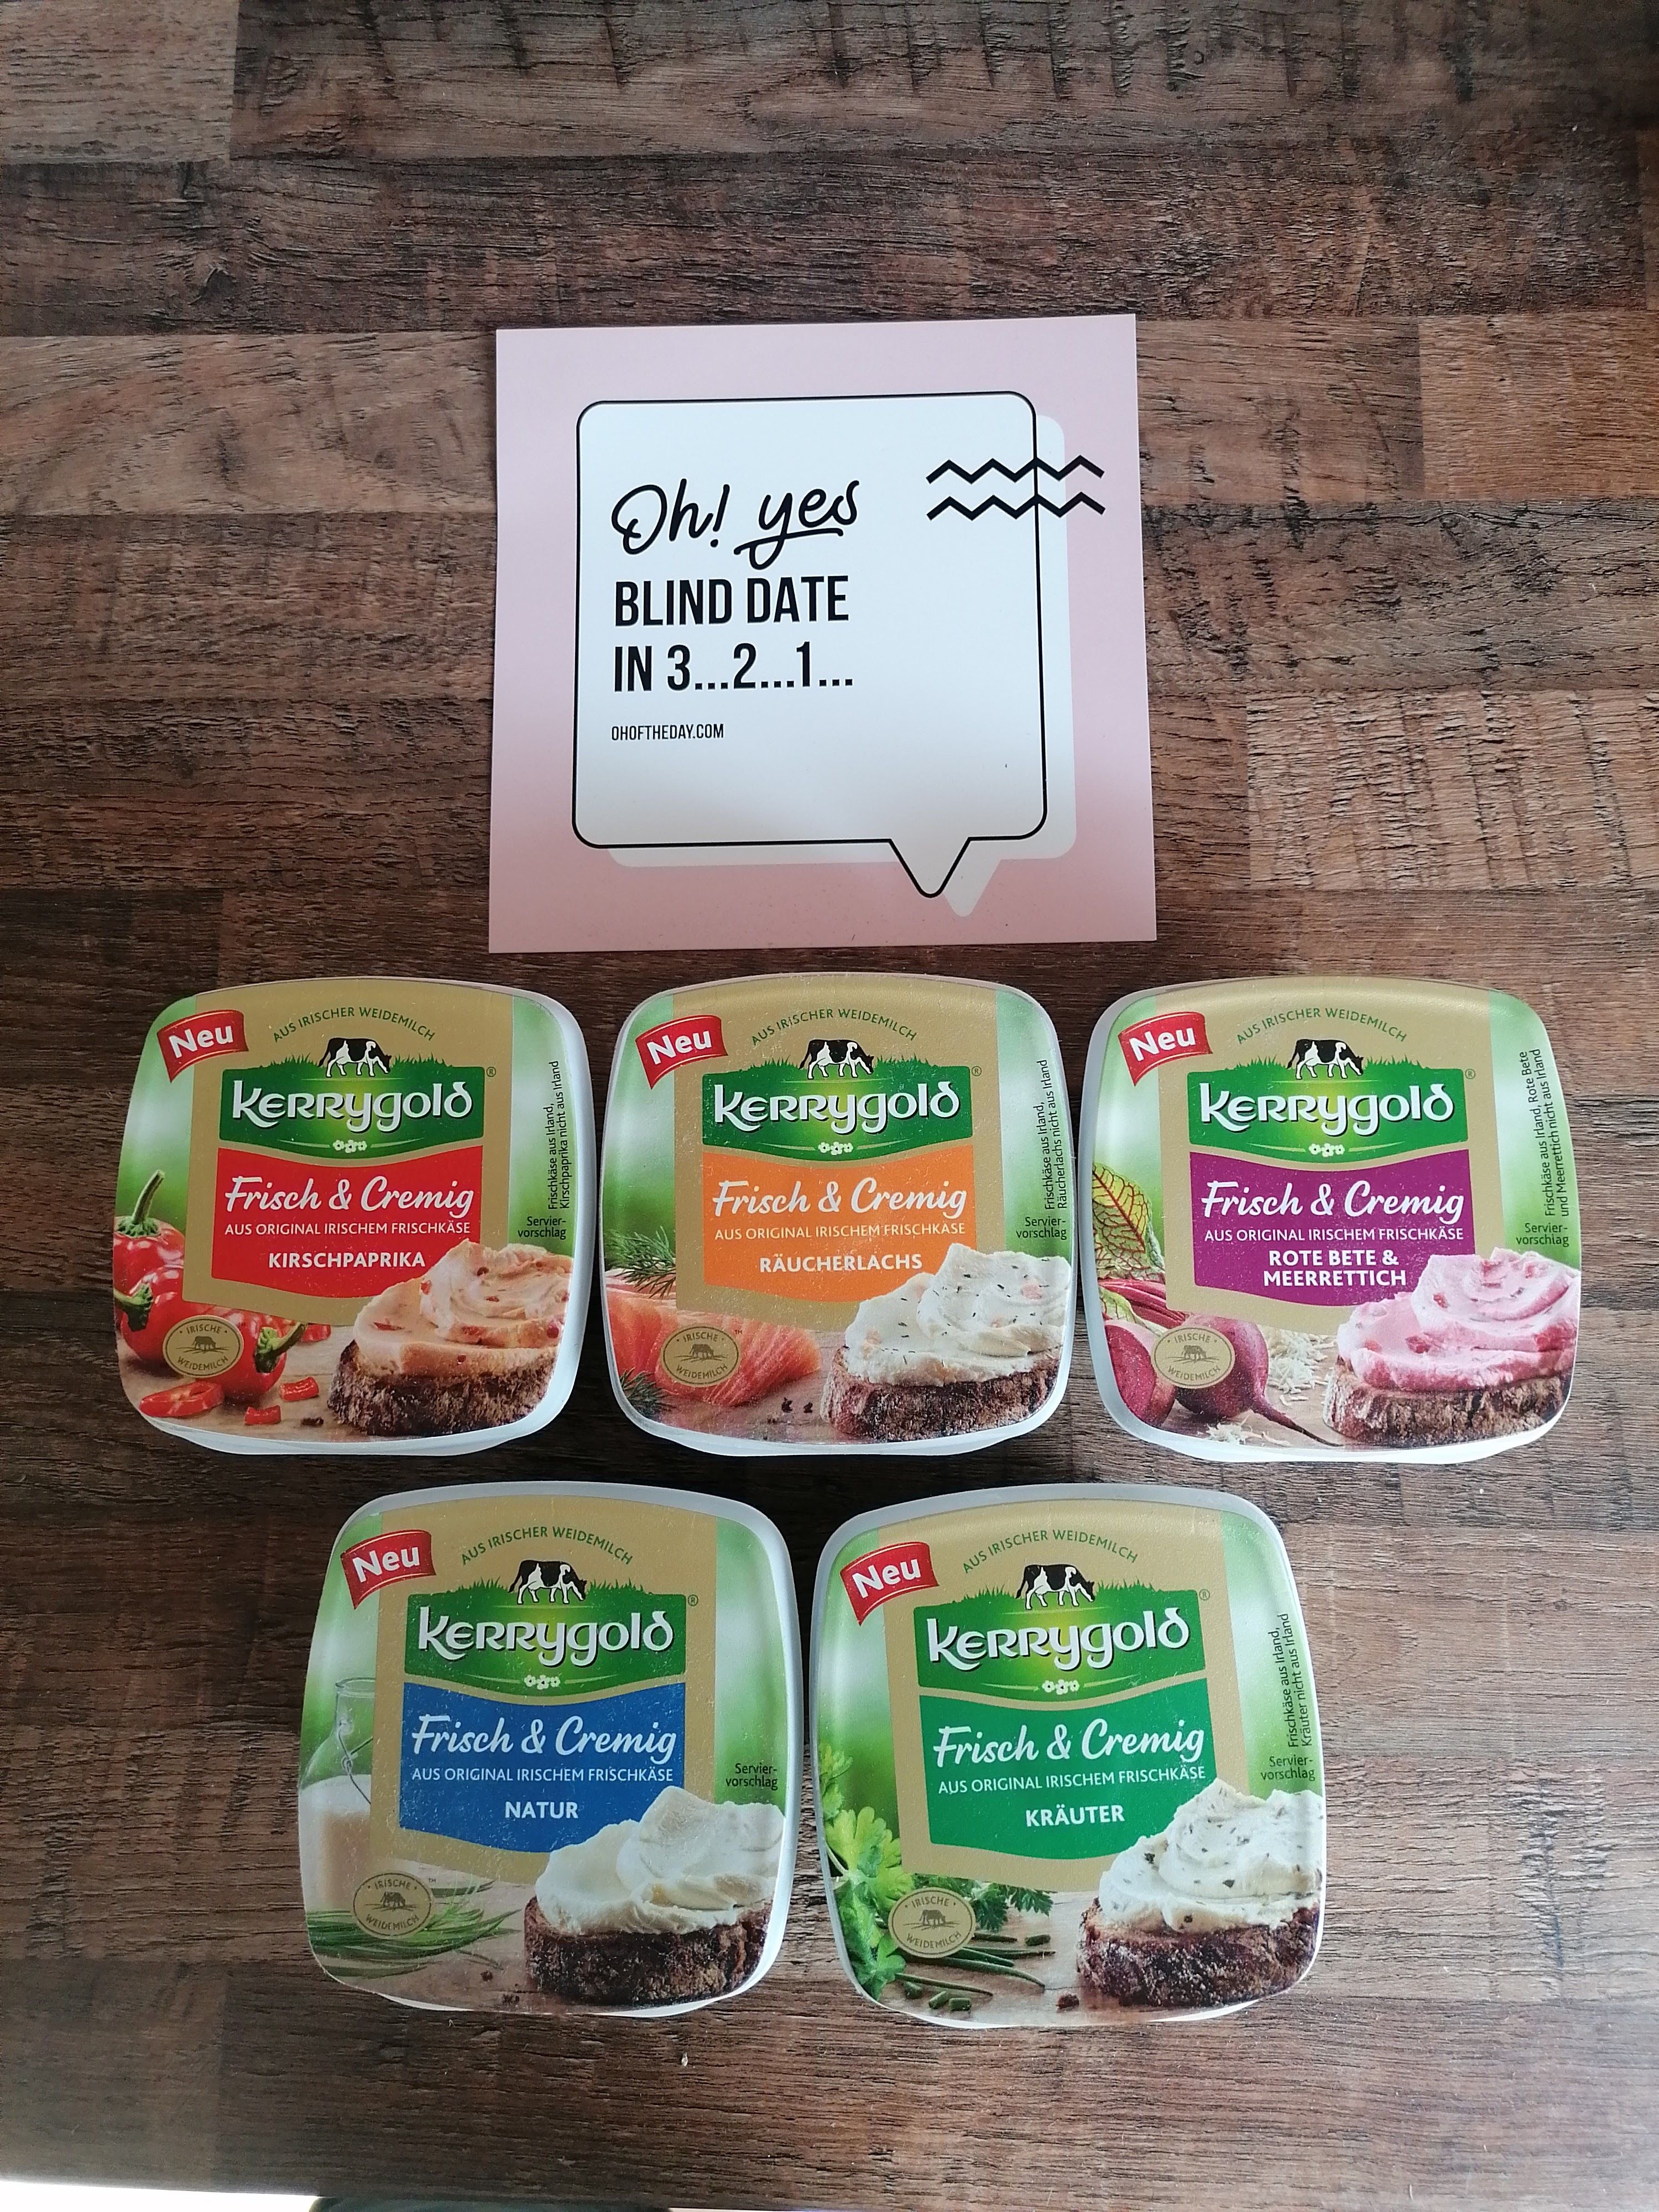 Oh! yes
BLIND DATE
IN 3...2...1...
OHOFTHEDAY.COM
Neu
AUS IRISCHER WEIDEMILCH
Kerrygold®
Frisch & Cremig
AUS ORIGINAL IRISCHEM FRISCHKÄSE
KIRSCHPAPRIKA
Frischkäse aus Irland,
Kirschpaprika nicht aus Irland
Servier-
vorschlag
IRISCHE
WEIDEMILCH
Neu
AUS IRISCHER WEIDEMILCH
Kerrygold®
Frisch & Cremig
AUS ORIGINAL IRISCHEM FRISCHKÄSE
RÄUCHERLACHS
Frischkäse aus Irland,
Räucherlachs nicht aus Irland
Servier-
vorschlag
IRISCHE
WEIDEMILCH
Neu
AUS IRISCHER WEIDEMILCH
Kerrygold®
Frisch & Cremig
AUS ORIGINAL IRISCHEM FRISCHKÄSE
ROTE BETE &
MEERRETTICH
Frischkäse aus Irland, Rote Bete
und Meerrettich nicht aus Irland
Servier-
vorschlag
IRISCHE
WEIDEMILCH
Neu
AUS IRISCHER WEIDEMILCH
Kerrygold®
Frisch & Cremig
AUS ORIGINAL IRISCHEM FRISCHKÄSE
NATUR
Servier-
vorschlag
IRISCHE
WEIDEMILCH™
Neu
AUS IRISCHER WEIDEMILCH
Kerrygold®
Frisch & Cremig
AUS ORIGINAL IRISCHEM FRISCHKÄSE
KRÄUTER
Frischkäse aus Irland,
Kräuter nicht aus Irland
Servier-
vorschlag
IRISCHE
WEIDEMILCH